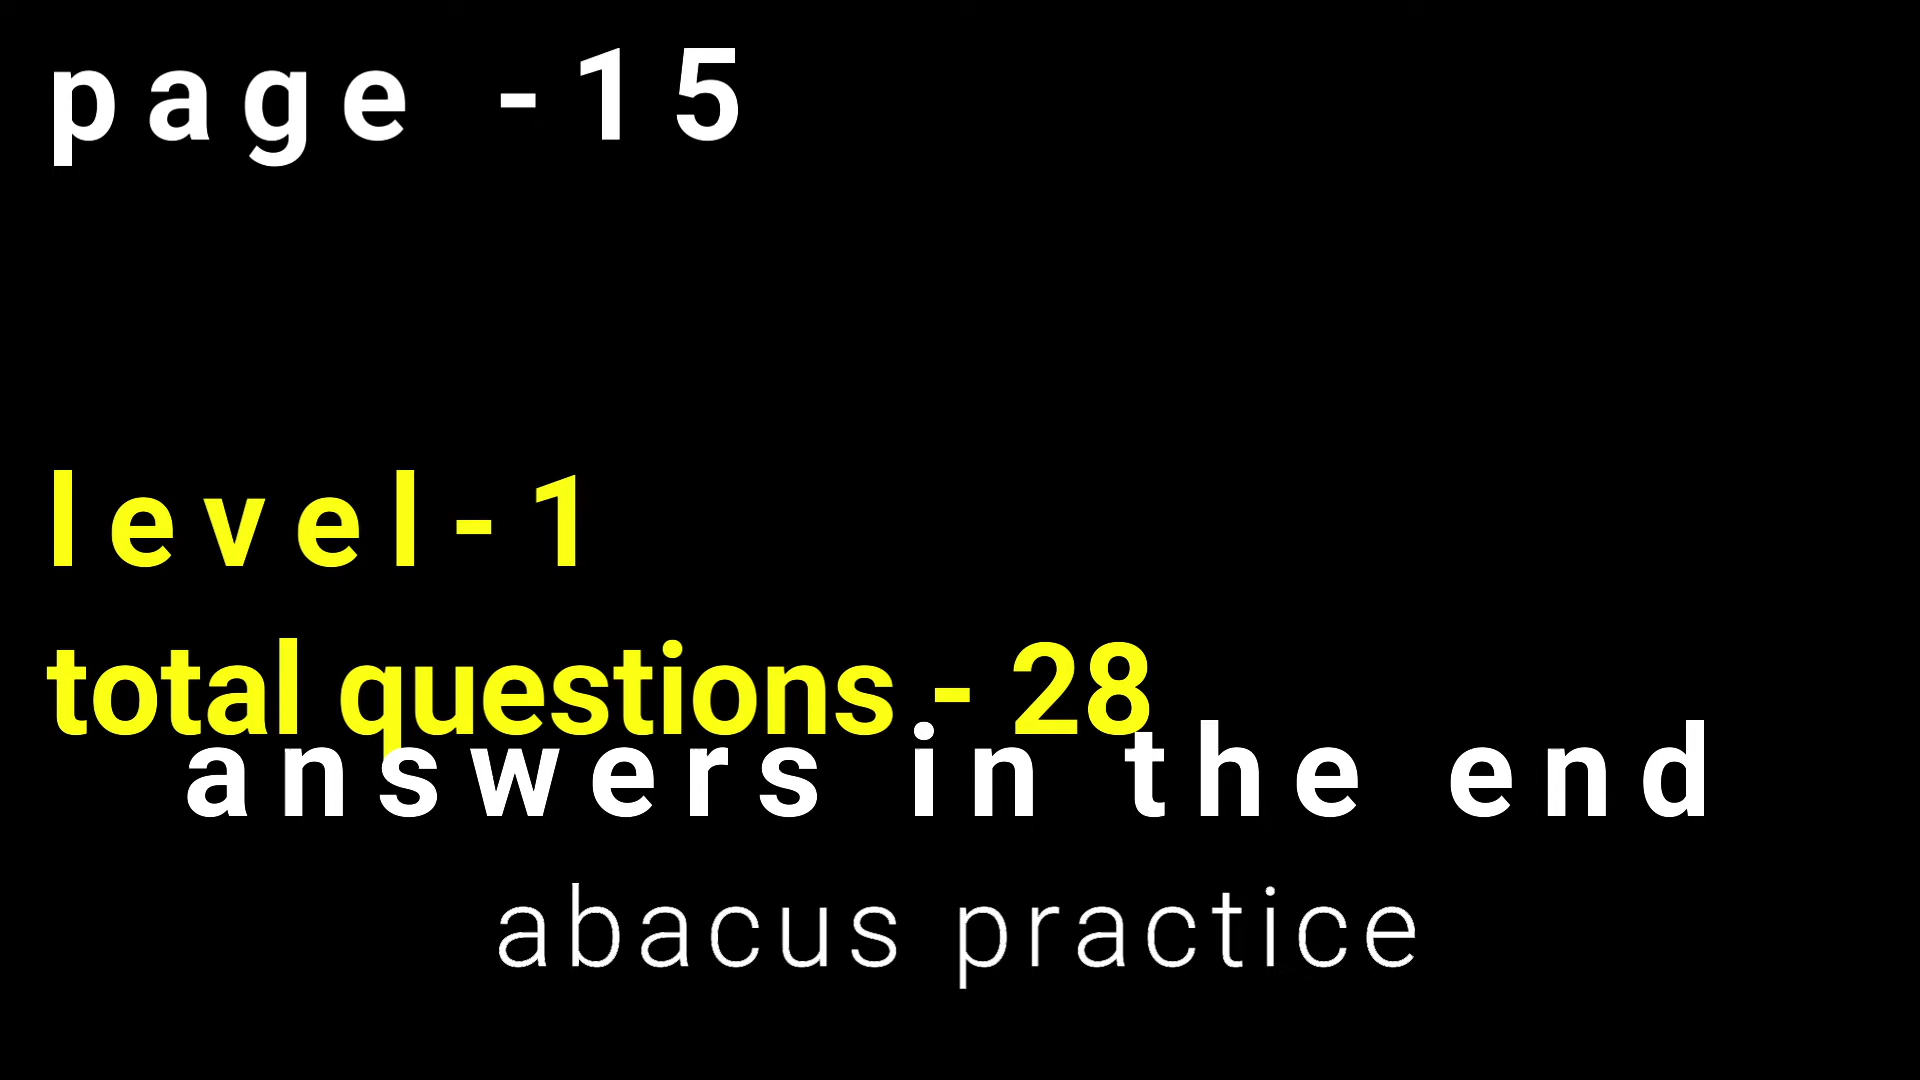 page -15
level-1
total questions - 28
answers in the end
abacus practice